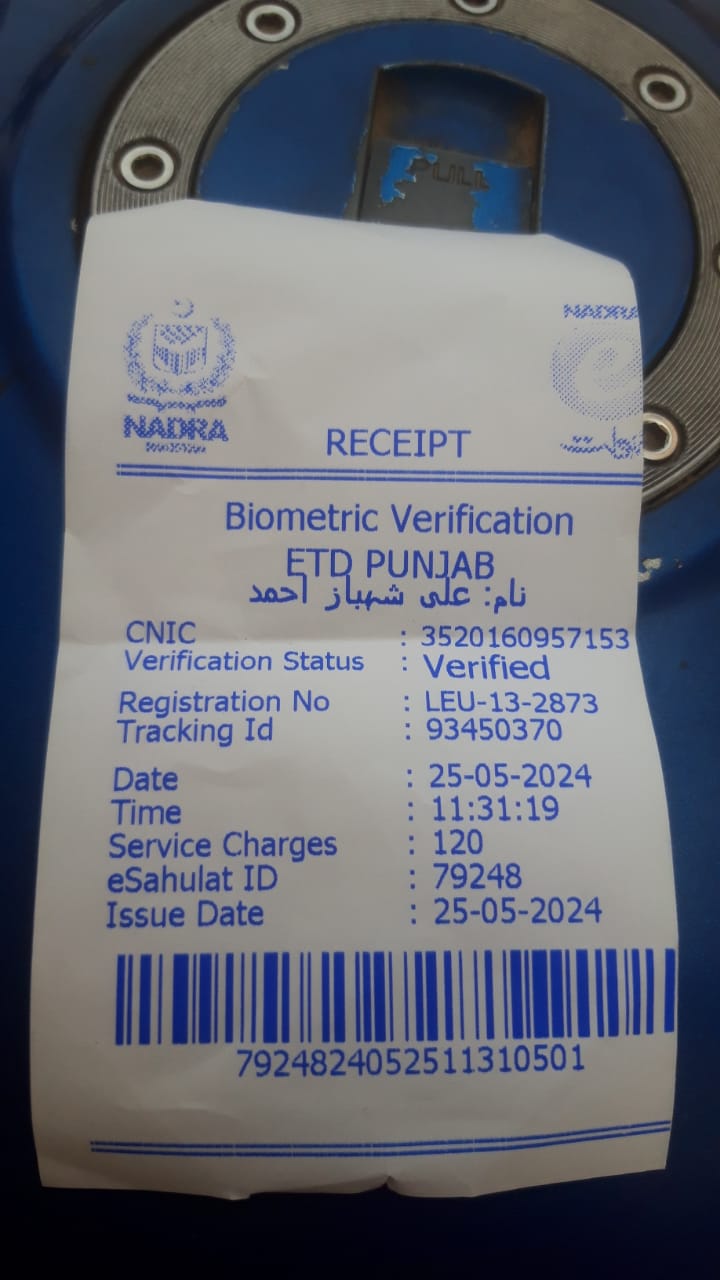 PULL
NADRA
NADRA
RECEIPT
Biometric Verification
ETD PUNJAB
نام: علی شہباز احمد
CNIC : 3520160957153
Verification Status : Verified
Registration No : LEU-13-2873
Tracking Id : 93450370
Date : 25-05-2024
Time : 11:31:19
Service Charges : 120
eSahulat ID : 79248
Issue Date : 25-05-2024
7924824052511310501